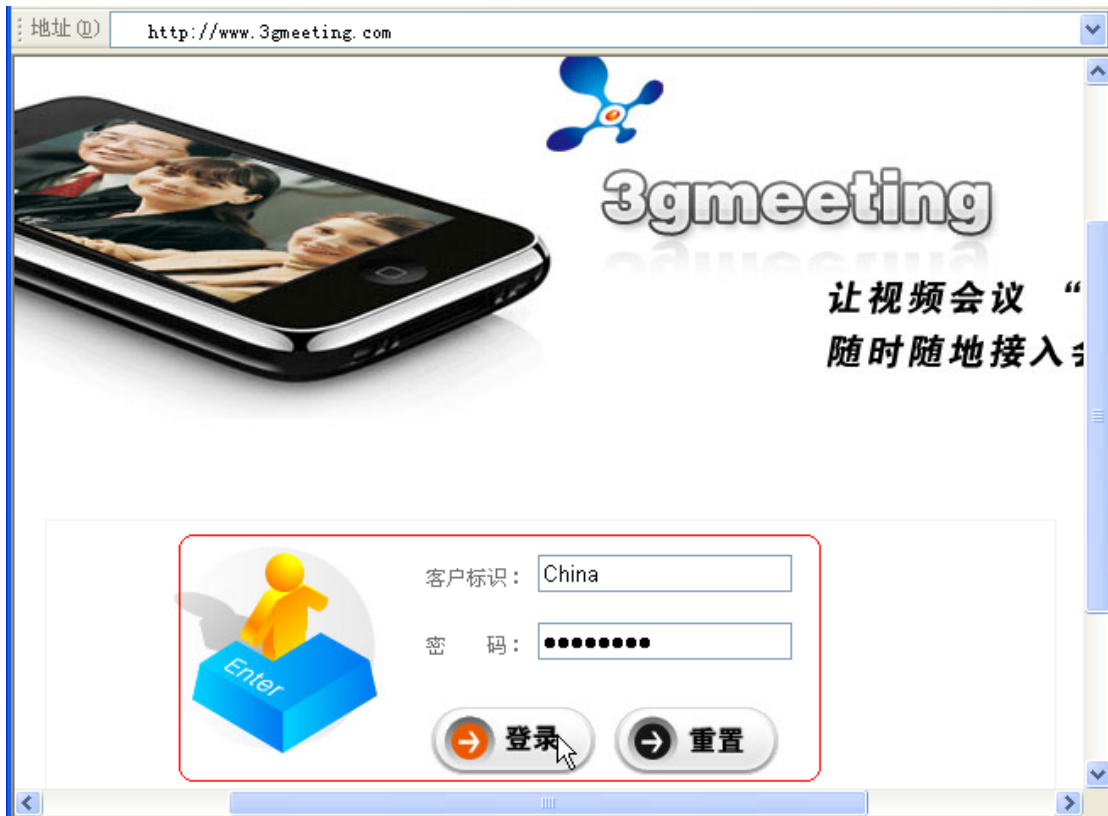 地址(D) http://www.3gmeeting.com
3gmeeting
让视频会议 “
随时随地接入
客户标识： China
密 码： ●●●●●●●●
Enter
登录 重置